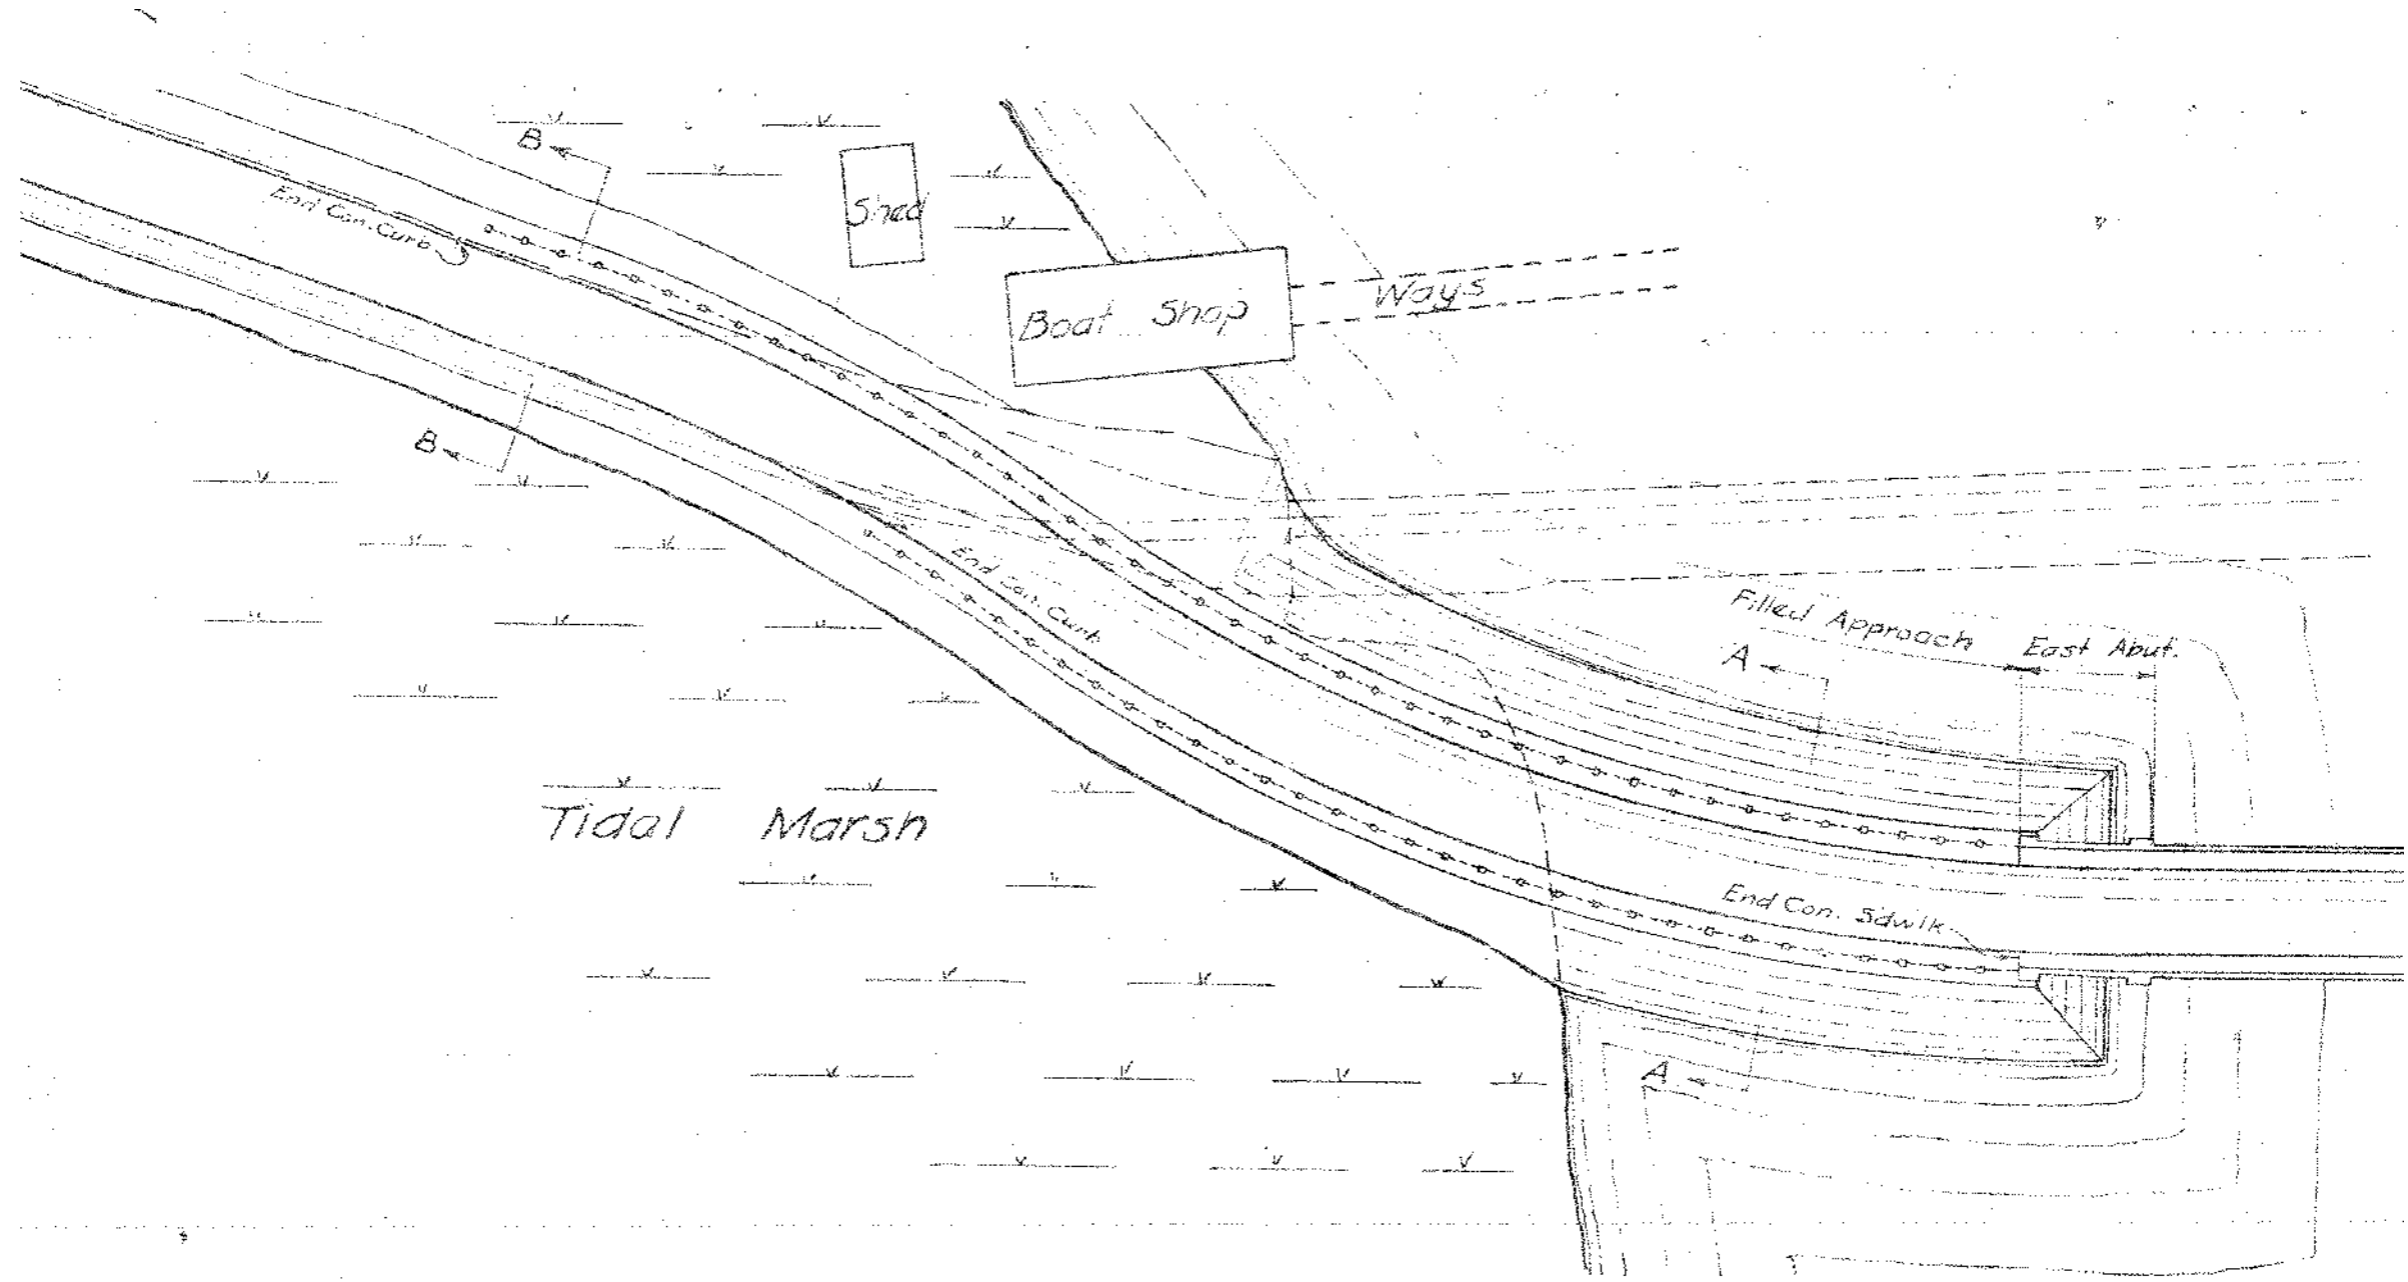 B
Shed
End Con. Curb
Boat Shop
Ways
B
End Con. Curb
Filled Approach
East Abut.
A
Tidal Marsh
End Con. Sdwlk
A